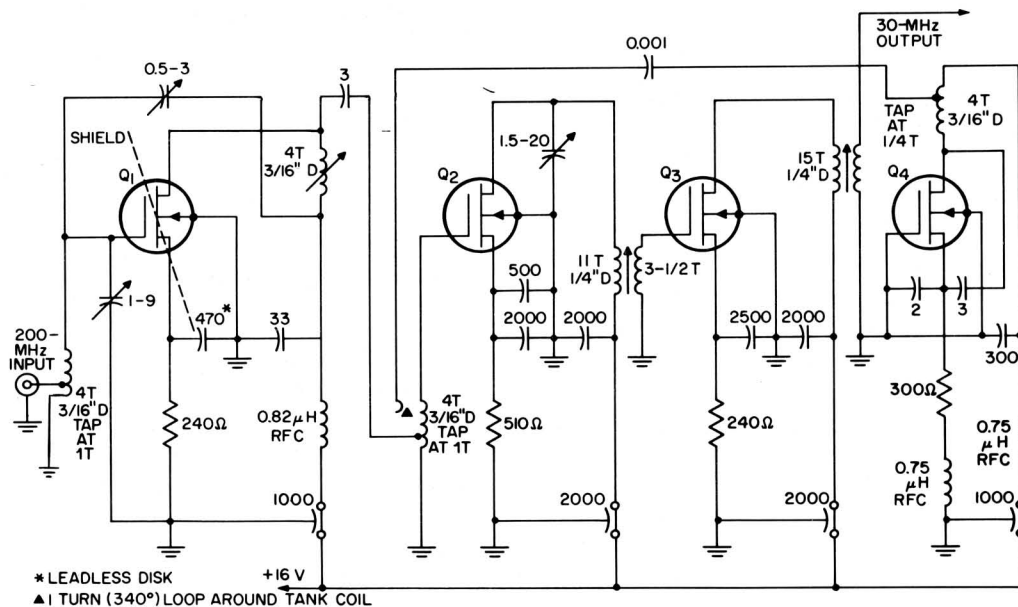 30-MHz
OUTPUT
0.001
0.5-3
3
4T
3/16" D
TAP
AT
1/4 T
SHIELD
1.5-20
4T
3/16" D
Q1
Q2
Q3
15T
1/4" D
Q4
11T
1/4" D
3-1/2T
500
1-9
470*
33
2000
2000
2500
2000
2
3
300
200-
MHz
INPUT
4T
3/16" D
TAP
AT
1T
240Ω
0.82μH
RFC
4T
3/16" D
TAP
AT 1T
510Ω
240Ω
300Ω
0.75
μH
RFC
0.75
μH
RFC
1000
2000
2000
1000
+16 V
* LEADLESS DISK
▲ 1 TURN (340°) LOOP AROUND TANK COIL